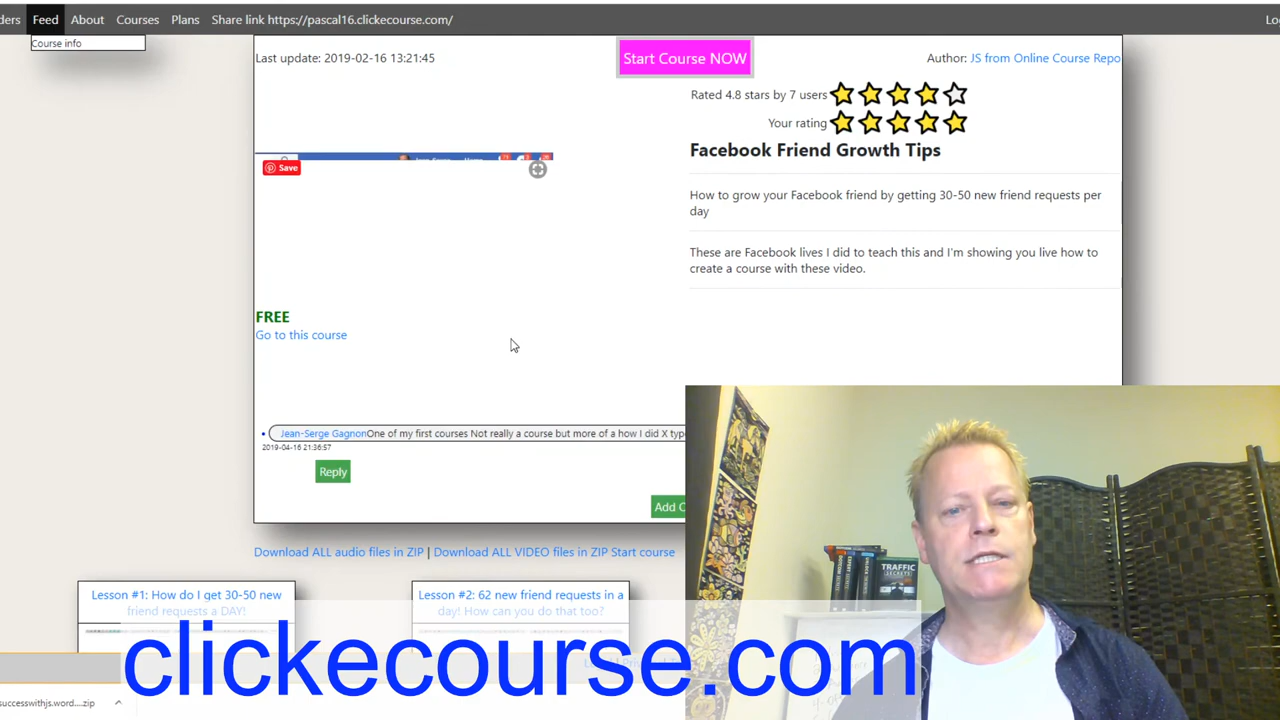 ders Feed About Courses Plans Share link https://pascal16.clickecourse.com/ Lo
Course info
Last update: 2019-02-16 13:21:45
Start Course NOW
Author: JS from Online Course Repo
Rated 4.8 stars by 7 users
Your rating
Facebook Friend Growth Tips
Save
How to grow your Facebook friend by getting 30-50 new friend requests per
day
These are Facebook lives I did to teach this and I'm showing you live how to
create a course with these video.
FREE
Go to this course
Jean-Serge GagnonOne of my first courses Not really a course but more of a how I did X typ
2019-04-16 21:36:57
Reply
Add C
Download ALL audio files in ZIP | Download ALL VIDEO files in ZIP Start course
Lesson #1: How do I get 30-50 new
friend requests a DAY!
Lesson #2: 62 new friend requests in a
day! How can you do that too?
TRAFFIC
SECRETS
clickecourse.com
successwithjs.word....zip